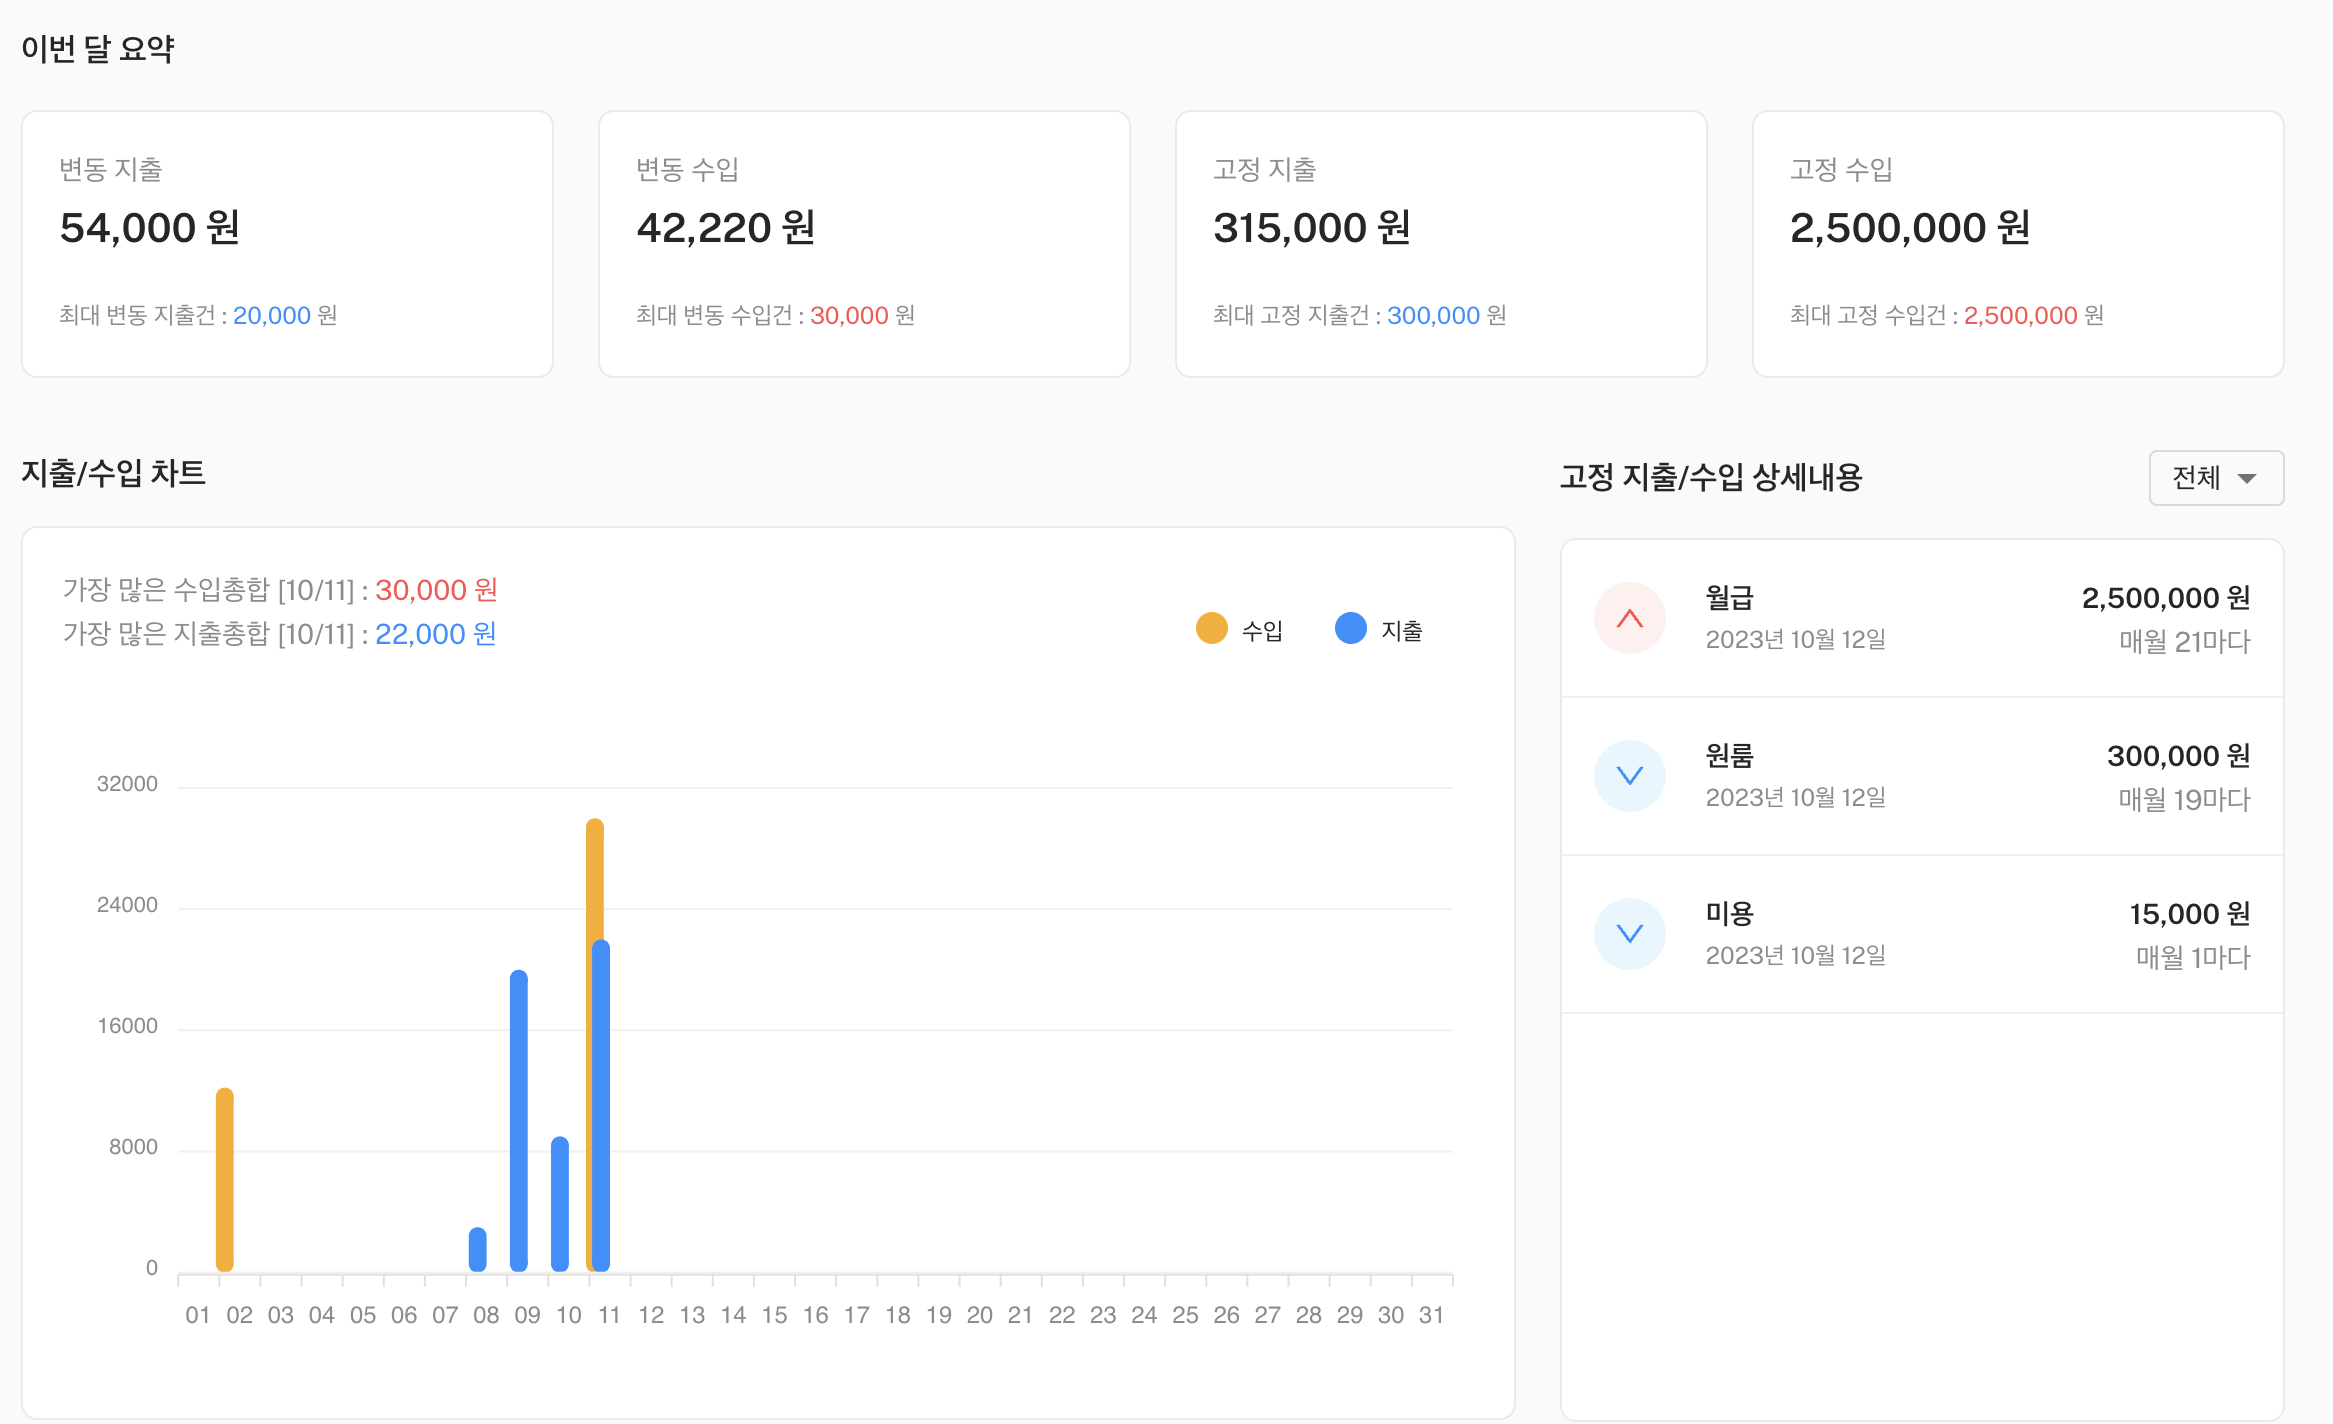 이번 달 요약
변동 지출
54,000 원
최대 변동 지출건 : 20,000 원
변동 수입
42,220 원
최대 변동 수입건 : 30,000 원
고정 지출
315,000 원
최대 고정 지출건 : 300,000 원
고정 수입
2,500,000 원
최대 고정 수입건 : 2,500,000 원
지출/수입 차트
가장 많은 수입총합 [10/11] : 30,000 원
가장 많은 지출총합 [10/11] : 22,000 원
수입 지출
32000
24000
16000
8000
0
01 02 03 04 05 06 07 08 09 10 11 12 13 14 15 16 17 18 19 20 21 22 23 24 25 26 27 28 29 30 31
고정 지출/수입 상세내용
전체
월급 2,500,000 원
2023년 10월 12일 매월 21마다
원룸 300,000 원
2023년 10월 12일 매월 19마다
미용 15,000 원
2023년 10월 12일 매월 1마다